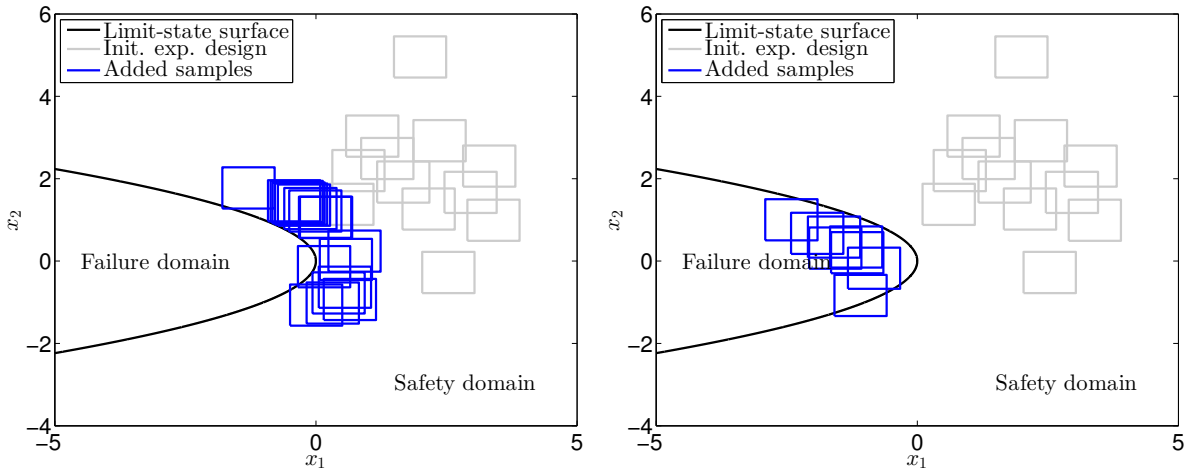 6
4
2
0
−2
−4
−5
0
5
x2
x1
Limit-state surface
Init. exp. design
Added samples
Failure domain
Safety domain
6
4
2
0
−2
−4
−5
0
5
x2
x1
Limit-state surface
Init. exp. design
Added samples
Failure domain
Safety domain